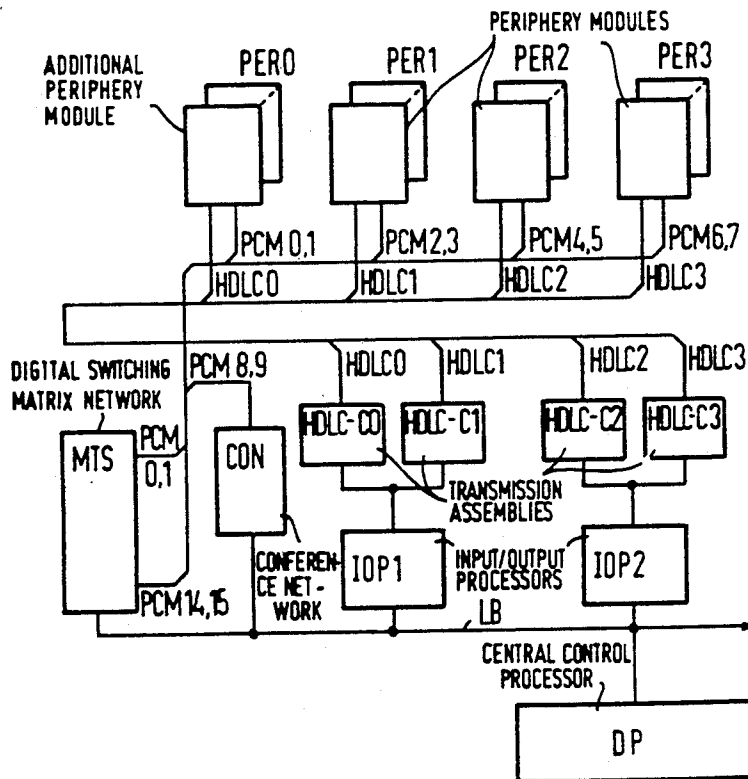 PERIPHERY MODULES
ADDITIONAL
PERIPHERY
MODULE
PER0
PER1
PER2
PER3
PCM 0,1
PCM2,3
PCM4,5
PCM6,7
HDLC0
HDLC1
HDLC2
HDLC3
DIGITAL SWITCHING
MATRIX NETWORK
PCM 8,9
HDLC0
HDLC1
HDLC2
HDLC3
MTS
PCM
0,1
CON
HDLC-C0
HDLC-C1
HDLC-C2
HDLC-C3
TRANSMISSION
ASSEMBLIES
CONFEREN-
CE NET-
WORK
IOP1
INPUT/OUTPUT
PROCESSORS
IOP2
PCM 14,15
LB
CENTRAL CONTROL
PROCESSOR
DP